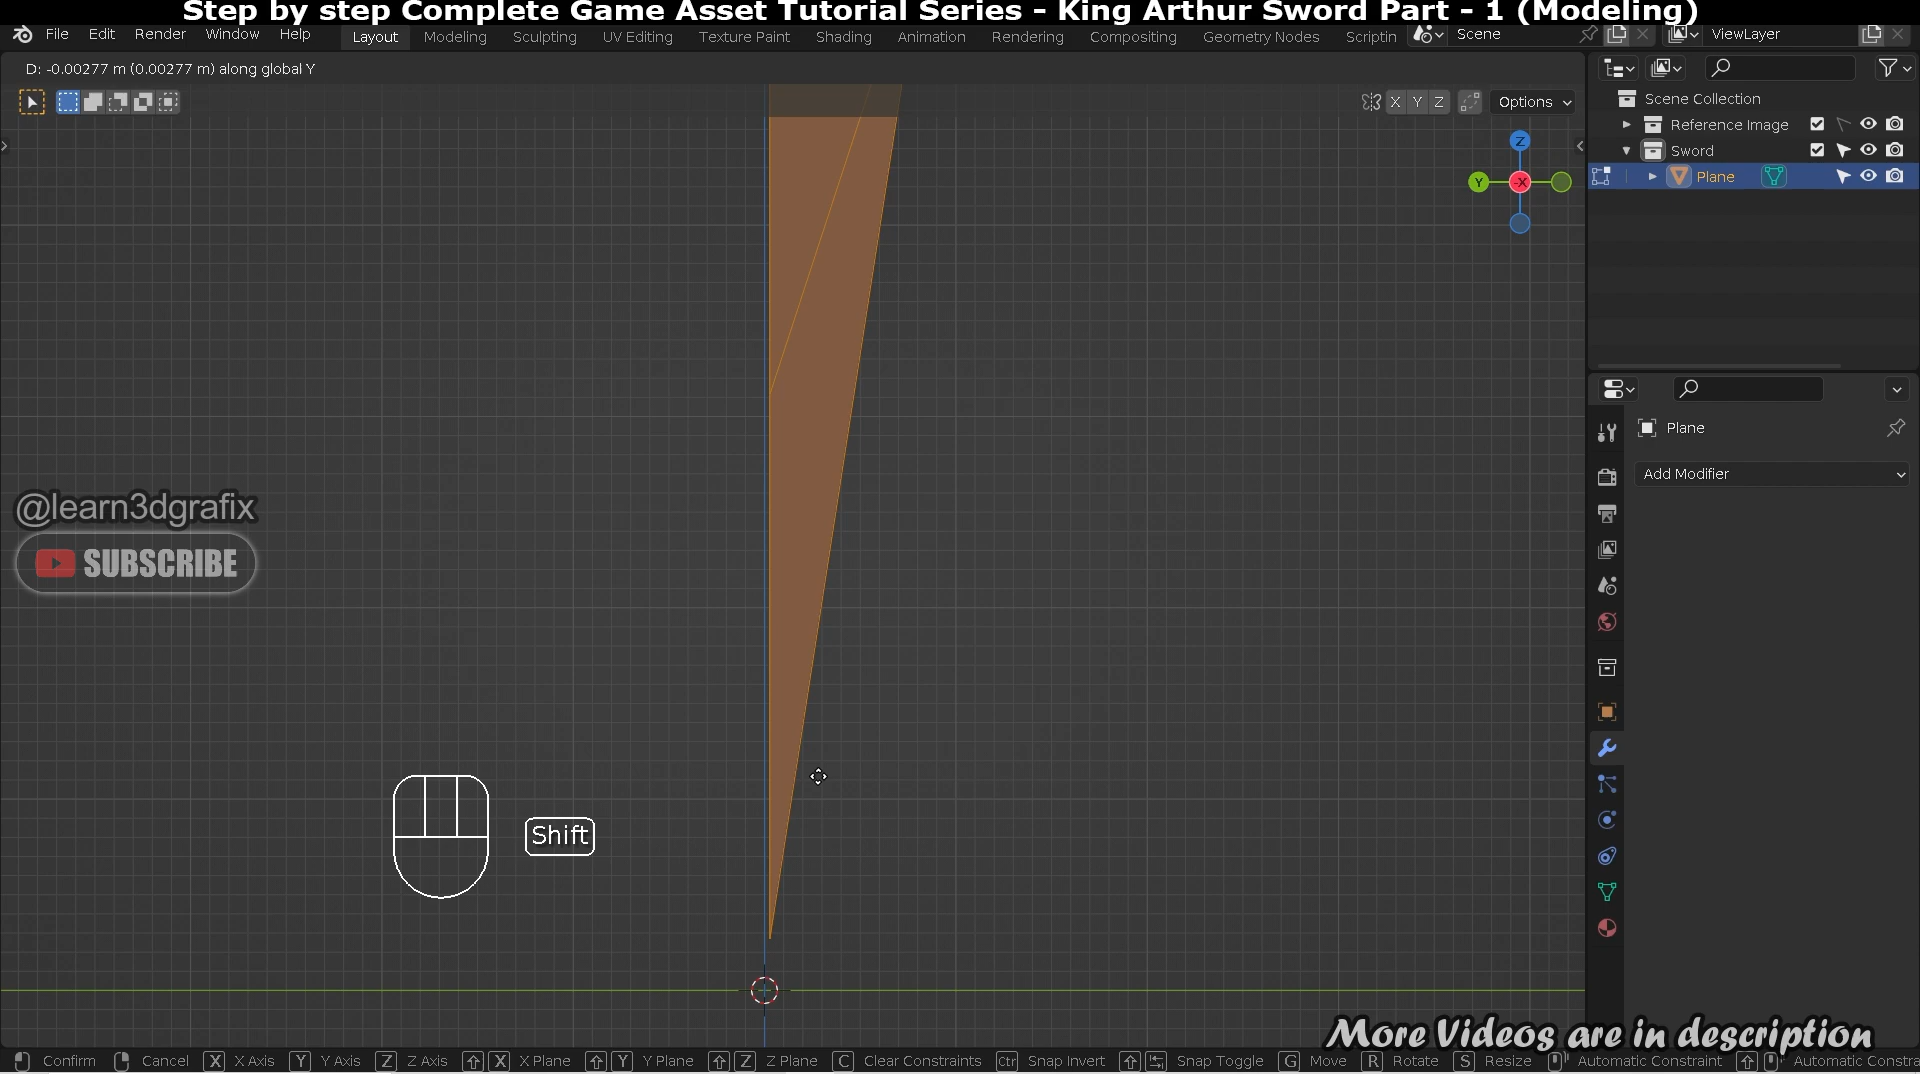 Step by step Complete Game Asset Tutorial Series - King Arthur Sword Part - 1 (Modeling)
File Edit Render Window Help Layout Modeling Sculpting UV Editing Texture Paint Shading Animation Rendering Compositing Geometry Nodes Scriptin Scene ViewLayer
D: -0.00277 m (0.00277 m) along global Y
X Y Z Options
Scene Collection
Reference Image
Sword
Plane
Z
Y -X
Plane
Add Modifier
@learn3dgrafix
SUBSCRIBE
Shift
More Videos are in description
Confirm Cancel X X Axis Y Y Axis Z Z Axis X X Plane Y Y Plane Z Z Plane C Clear Constraints Ctrl Snap Invert Snap Toggle G Move R Rotate S Resize Automatic Constraint Automatic Constra